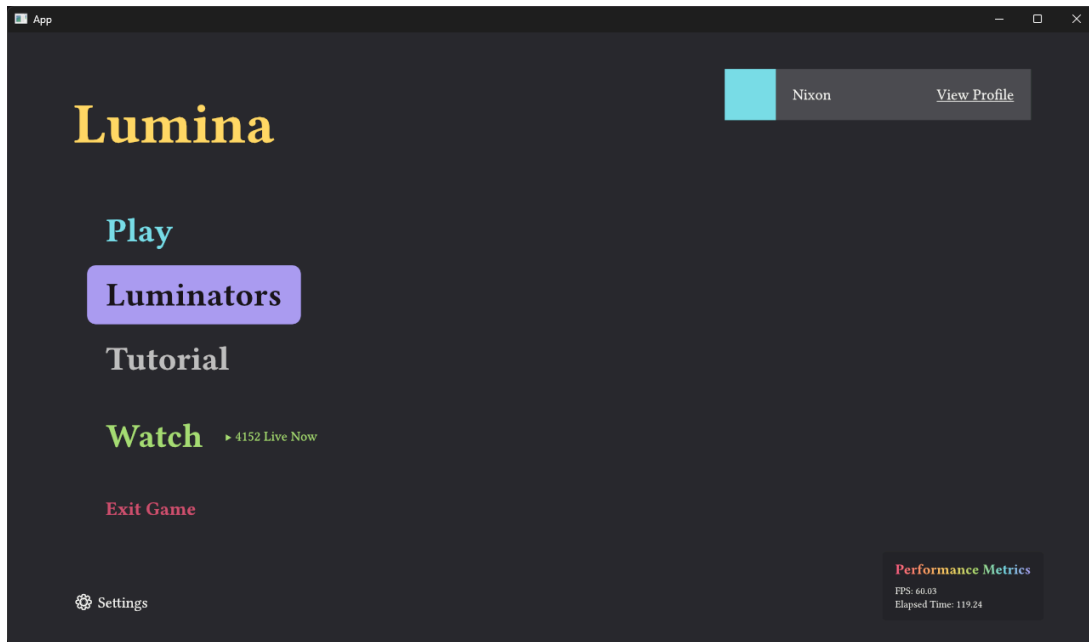 App
Lumina
Nixon View Profile
Play
Luminators
Tutorial
Watch ▸ 4152 Live Now
Exit Game
Settings
Performance Metrics
FPS: 60.03
Elapsed Time: 119.24